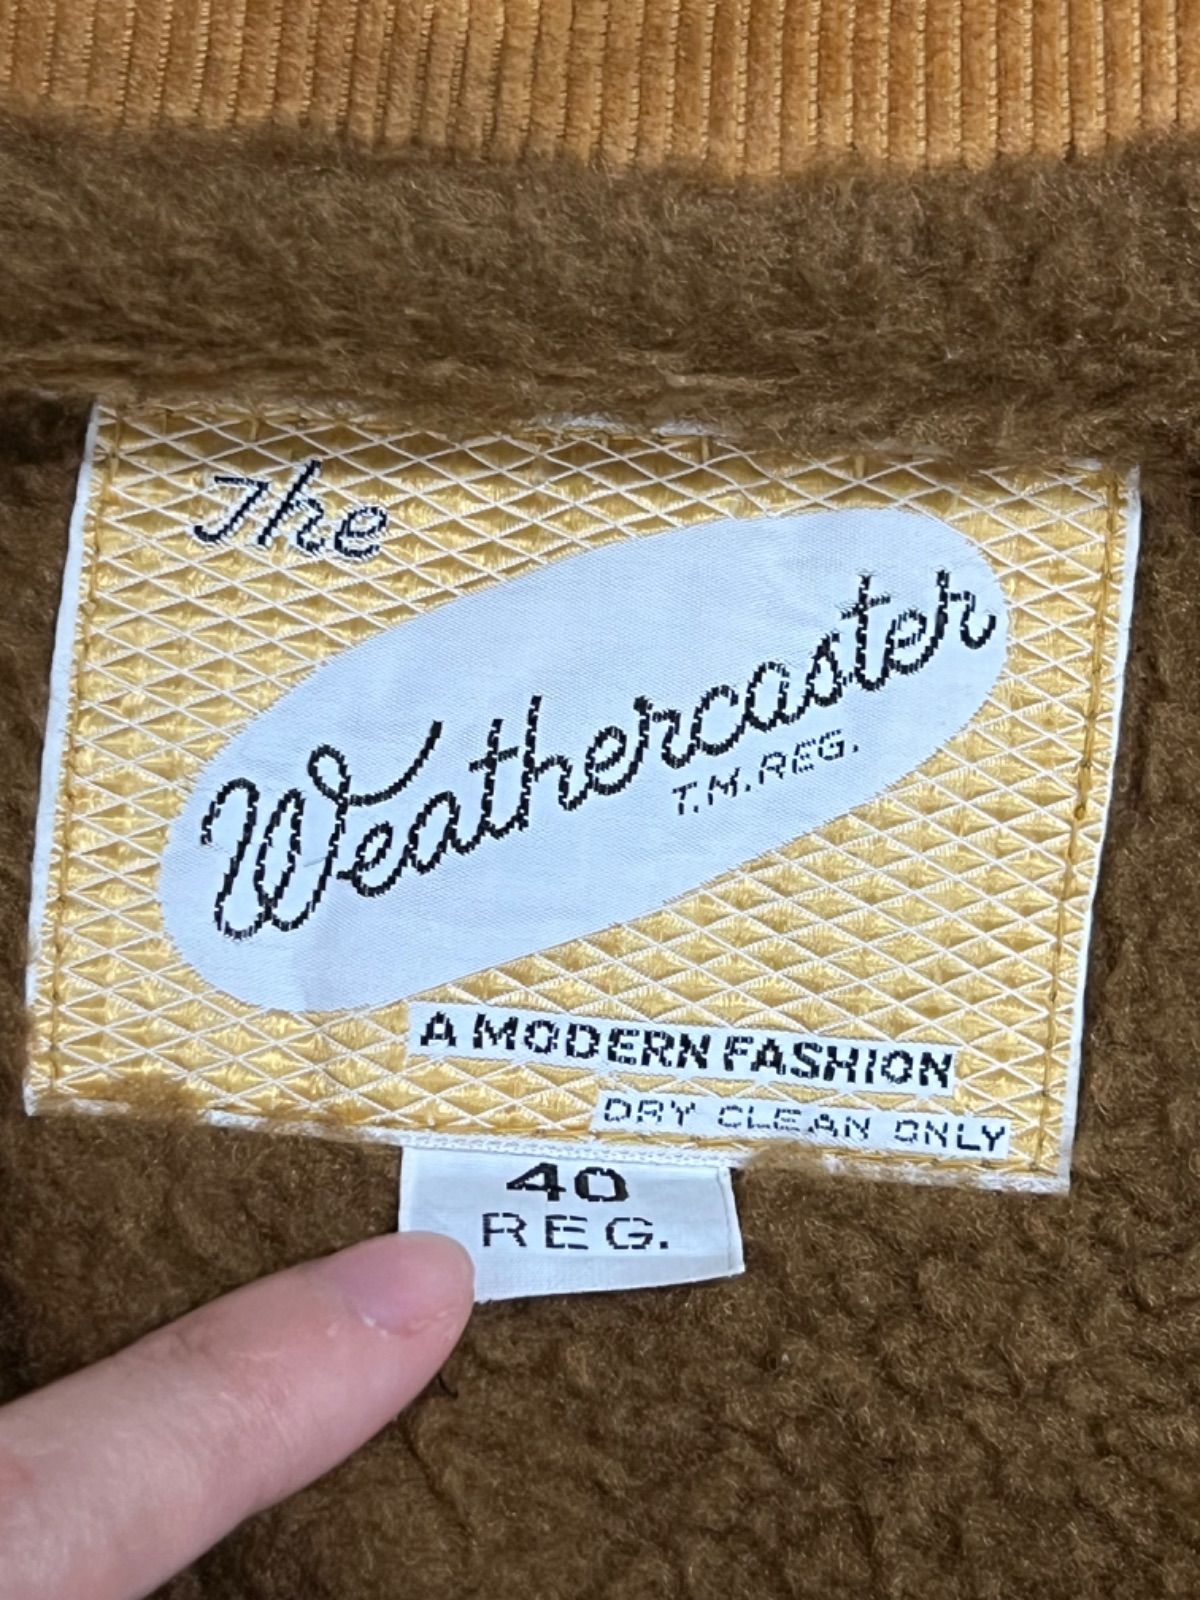 The
Weathercaster
T.M. REG.
A MODERN FASHION
DRY CLEAN ONLY
40
REG.